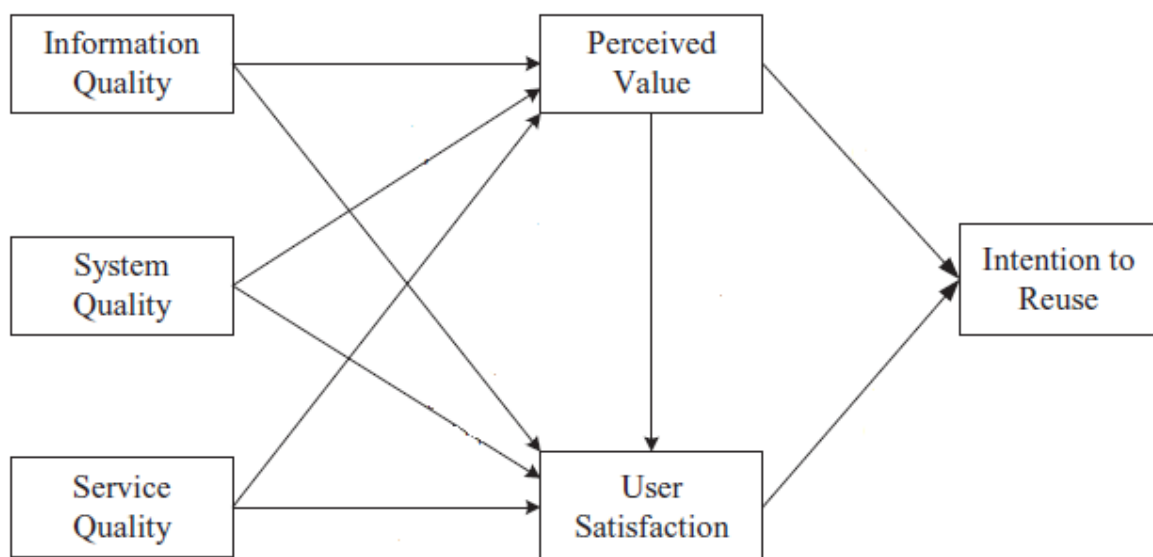 Information
Quality
Perceived
Value
System
Quality
Intention to
Reuse
Service
Quality
User
Satisfaction